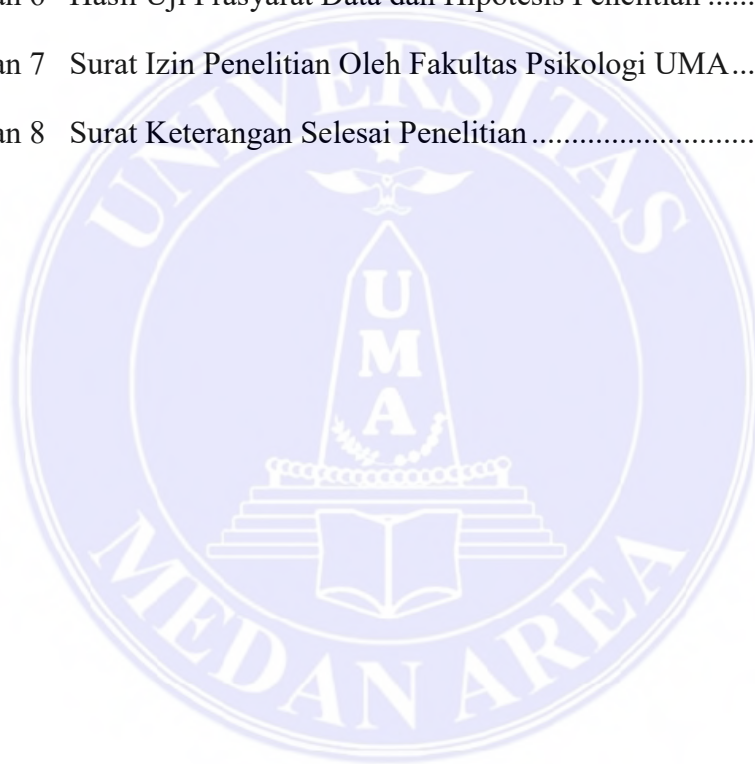 an 6 Hasil Uji Prasyarat Data dan Hipotesis Penelitian ......
an 7 Surat Izin Penelitian Oleh Fakultas Psikologi UMA...
an 8 Surat Keterangan Selesai Penelitian...........................
UNIVERSITAS
U
M
A
MEDAN AREA